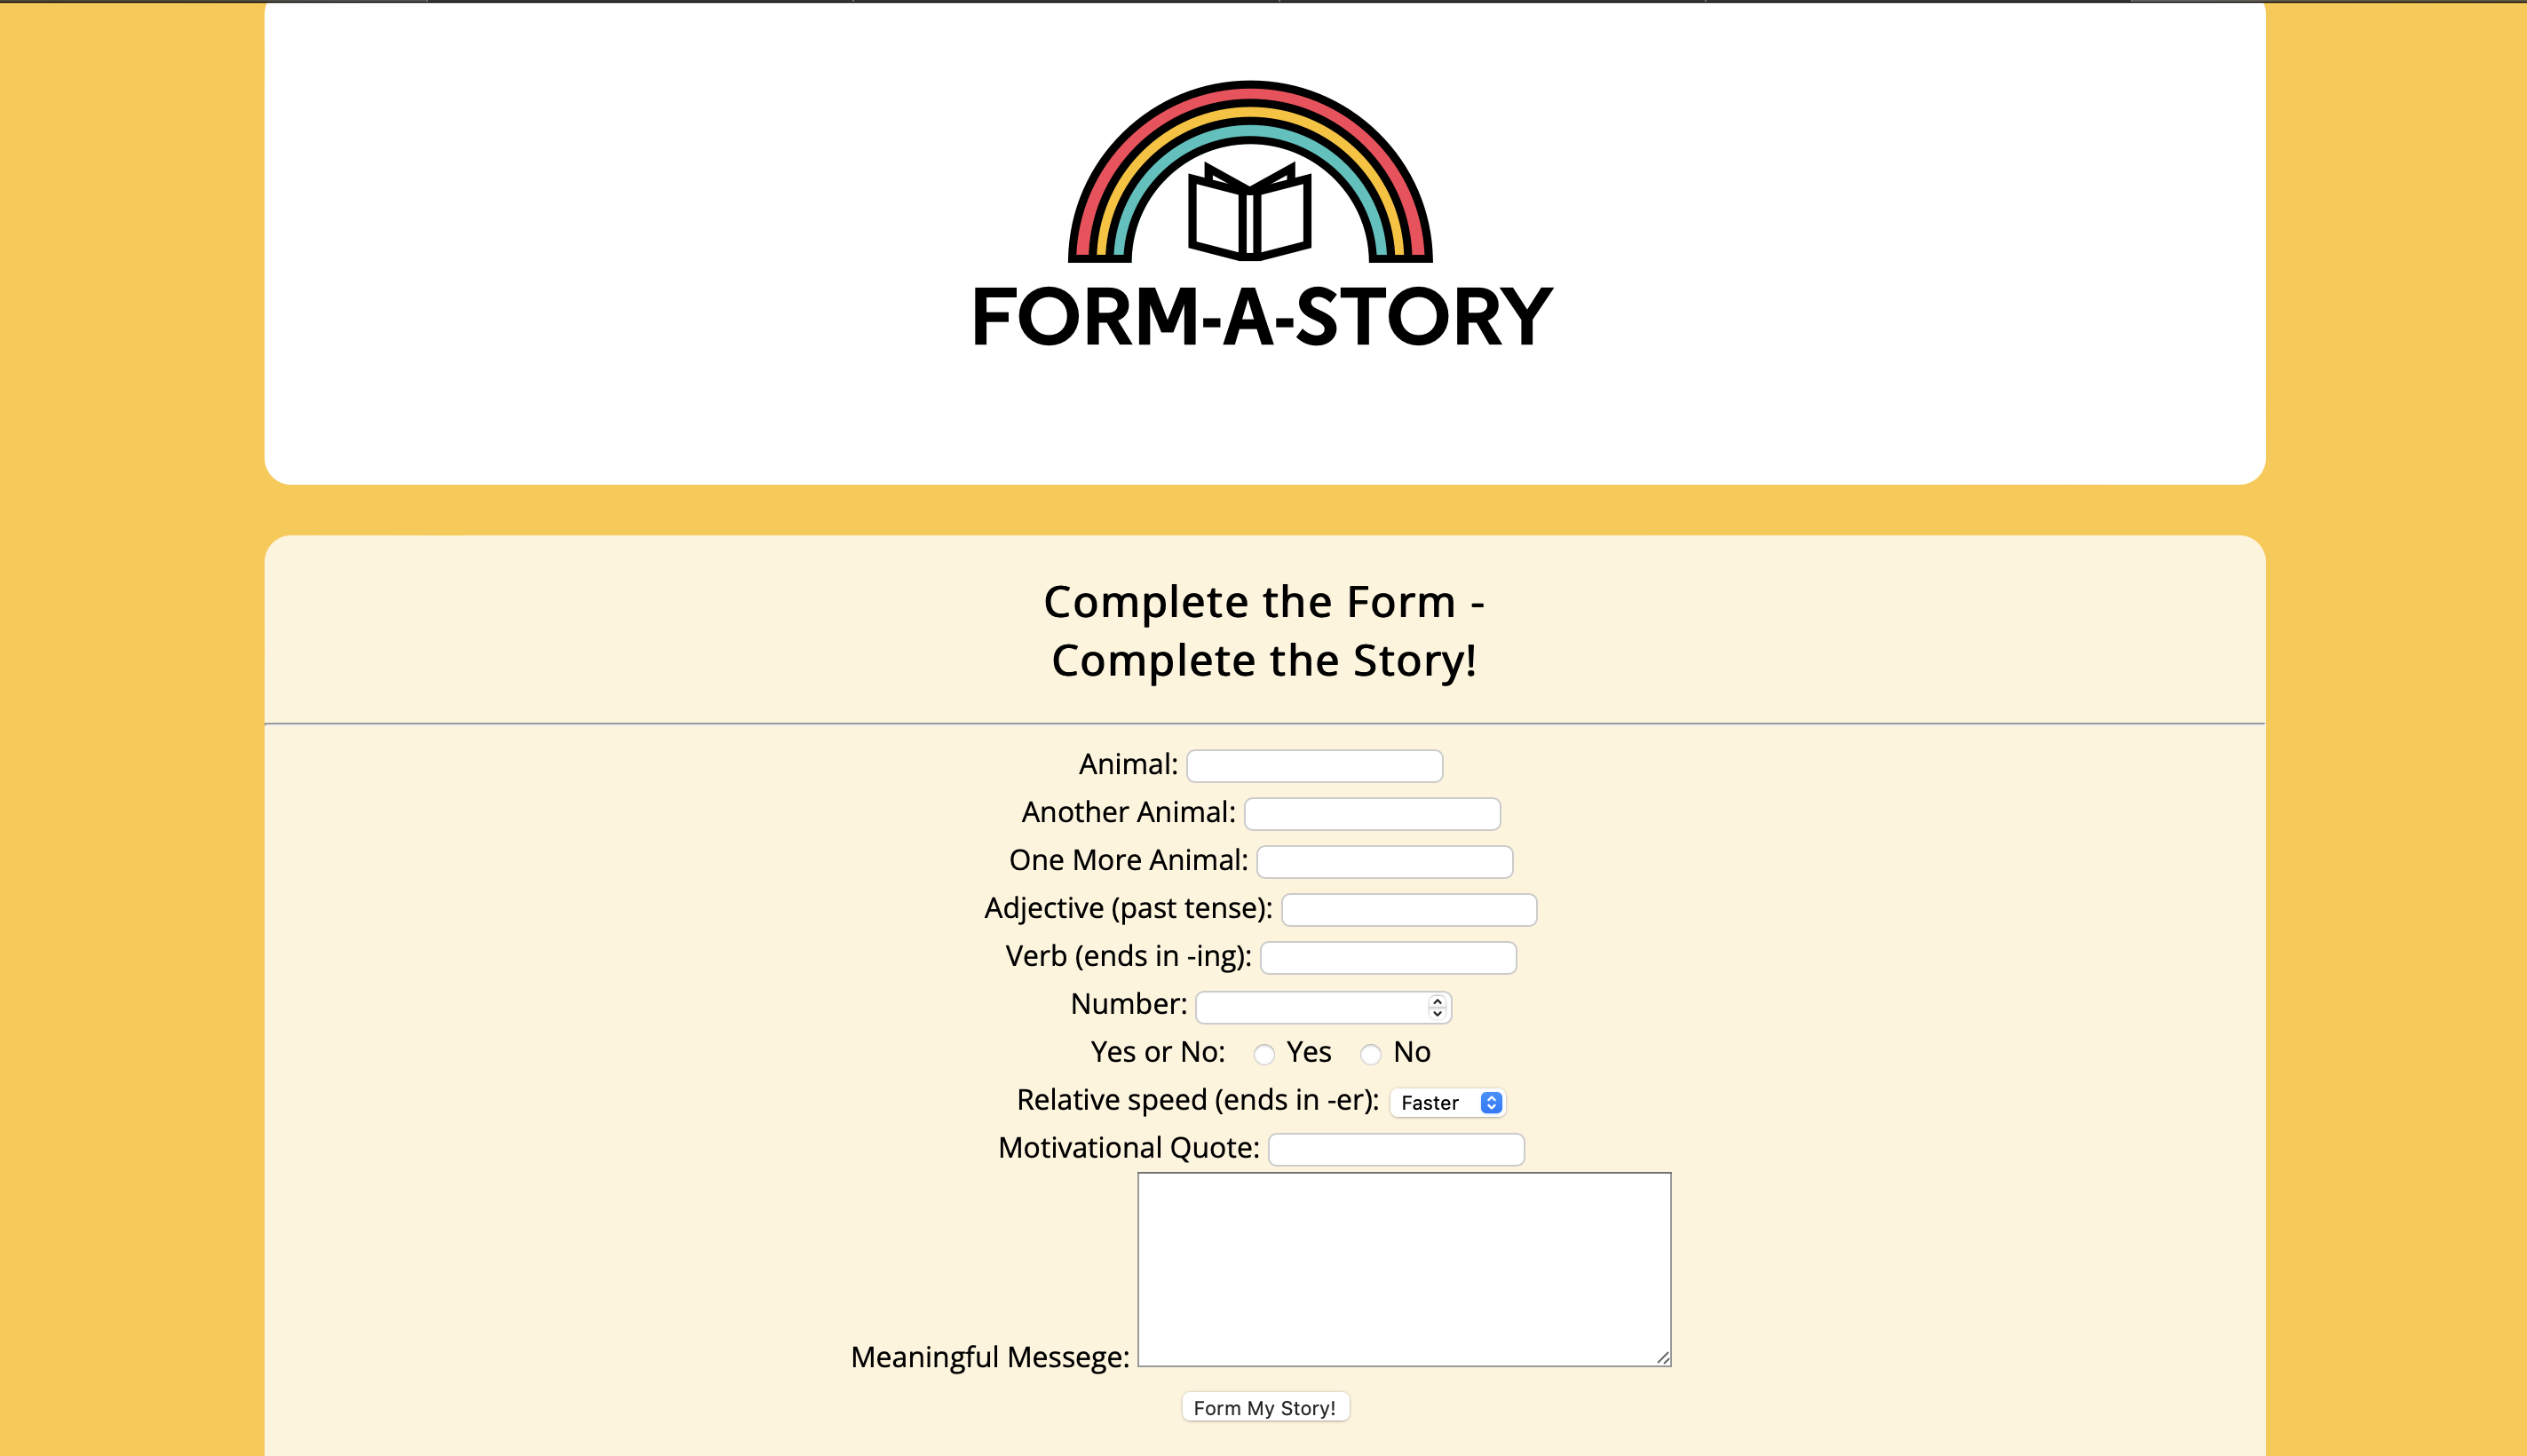 FORM-A-STORY
Complete the Form -
Complete the Story!
Animal:
Another Animal:
One More Animal:
Adjective (past tense):
Verb (ends in -ing):
Number:
Yes or No: Yes No
Relative speed (ends in -er): Faster
Motivational Quote:
Meaningful Messege:
Form My Story!